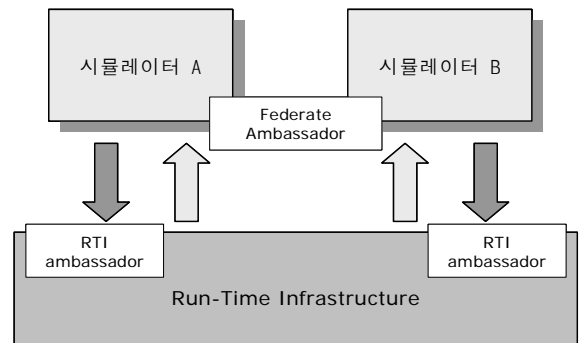 시뮬레이터 A
시뮬레이터 B
Federate
Ambassador
RTI
ambassador
RTI
ambassador
Run-Time Infrastructure